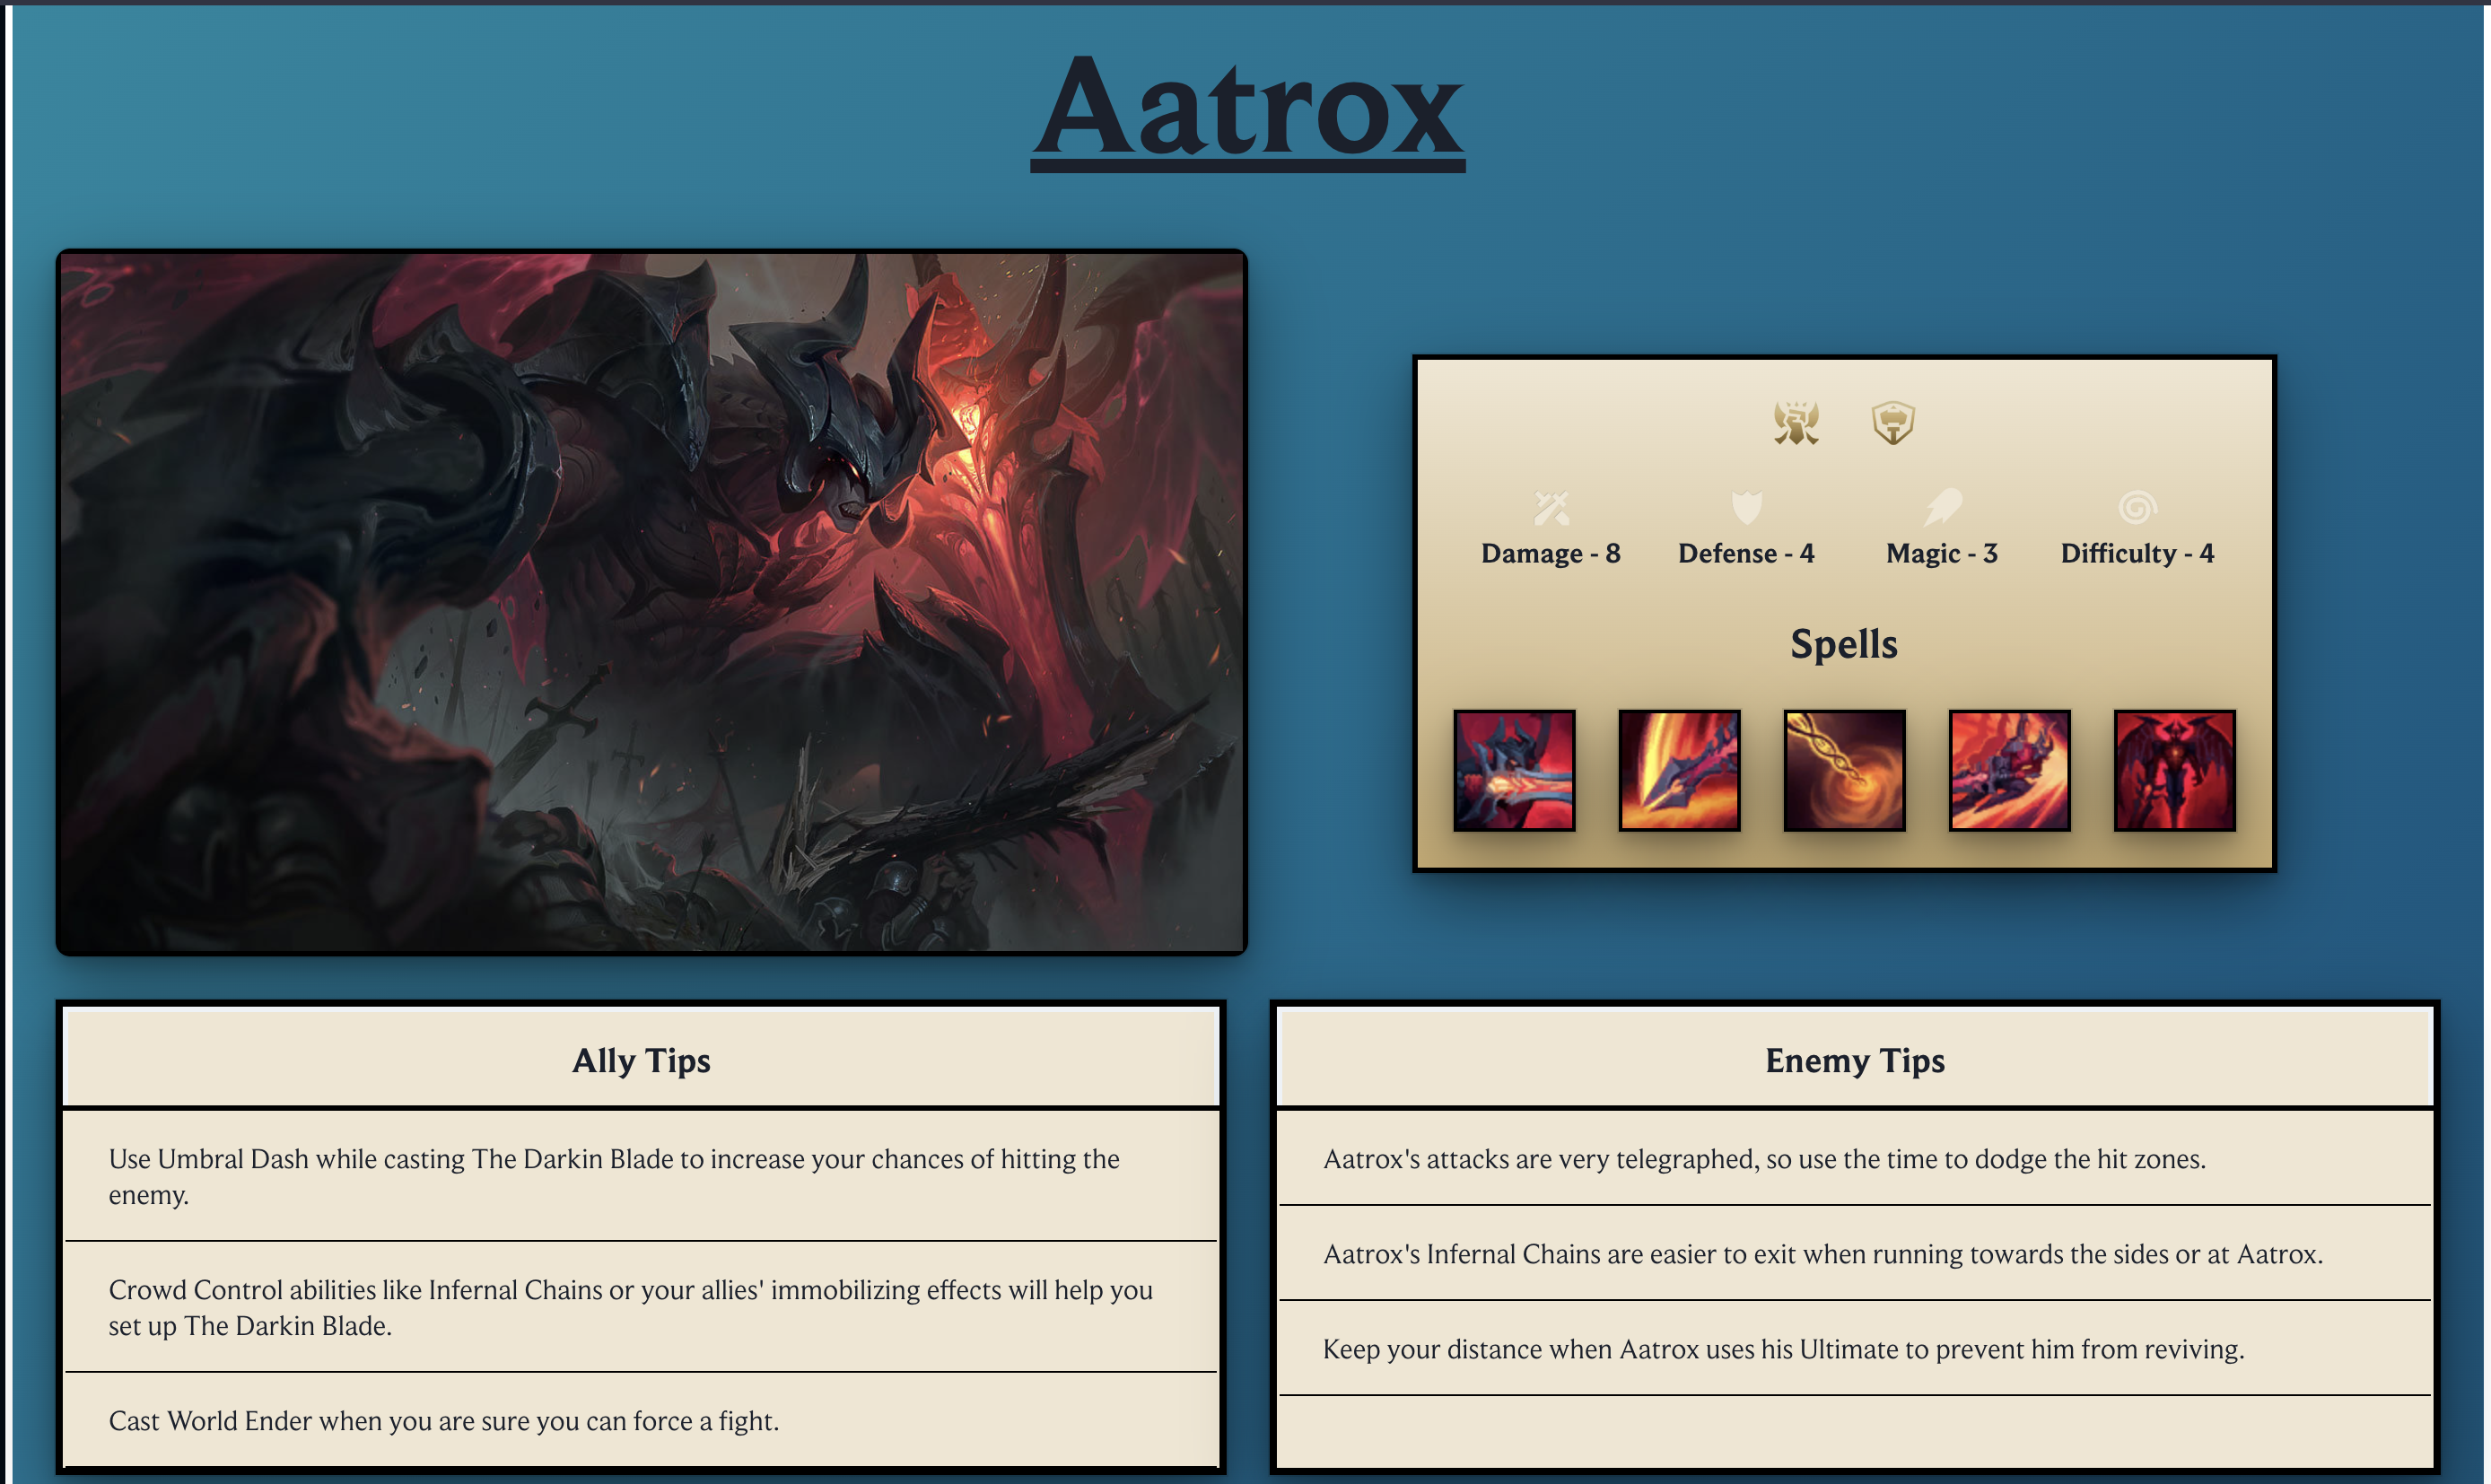 Aatrox
Damage - 8
Defense - 4
Magic - 3
Difficulty - 4
Spells
Ally Tips
Use Umbral Dash while casting The Darkin Blade to increase your chances of hitting the
enemy.
Crowd Control abilities like Infernal Chains or your allies' immobilizing effects will help you
set up The Darkin Blade.
Cast World Ender when you are sure you can force a fight.
Enemy Tips
Aatrox's attacks are very telegraphed, so use the time to dodge the hit zones.
Aatrox's Infernal Chains are easier to exit when running towards the sides or at Aatrox.
Keep your distance when Aatrox uses his Ultimate to prevent him from reviving.